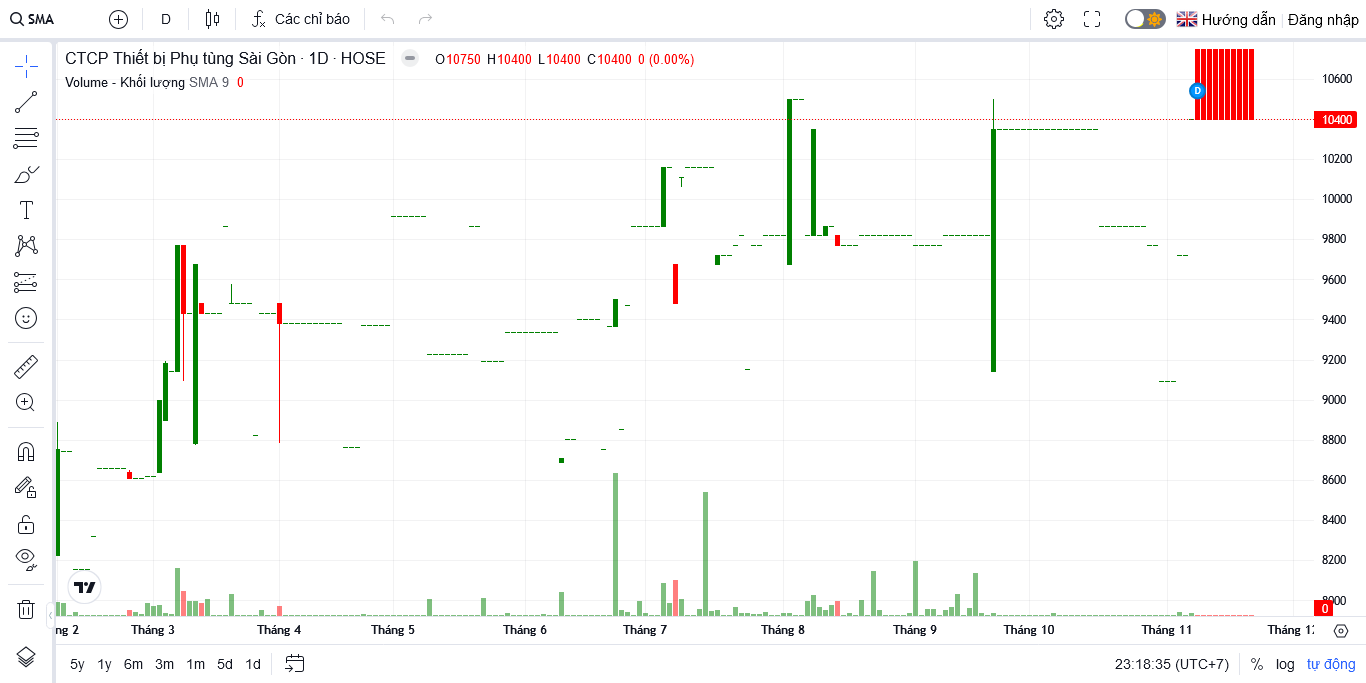 SMA D Các chỉ báo Hướng dẫn Đăng nhập
CTCP Thiết bị Phụ tùng Sài Gòn · 1D · HOSE O10750 H10400 L10400 C10400 0 (0.00%)
Volume - Khối lượng SMA 9 0
10600
D
10400
10200
10000
9800
9600
9400
9200
9000
8800
8600
8400
8200
8000
0
ng 2 Tháng 3 Tháng 4 Tháng 5 Tháng 6 Tháng 7 Tháng 8 Tháng 9 Tháng 10 Tháng 11 Tháng 12
5y 1y 6m 3m 1m 5d 1d 23:18:35 (UTC+7) % log tự động